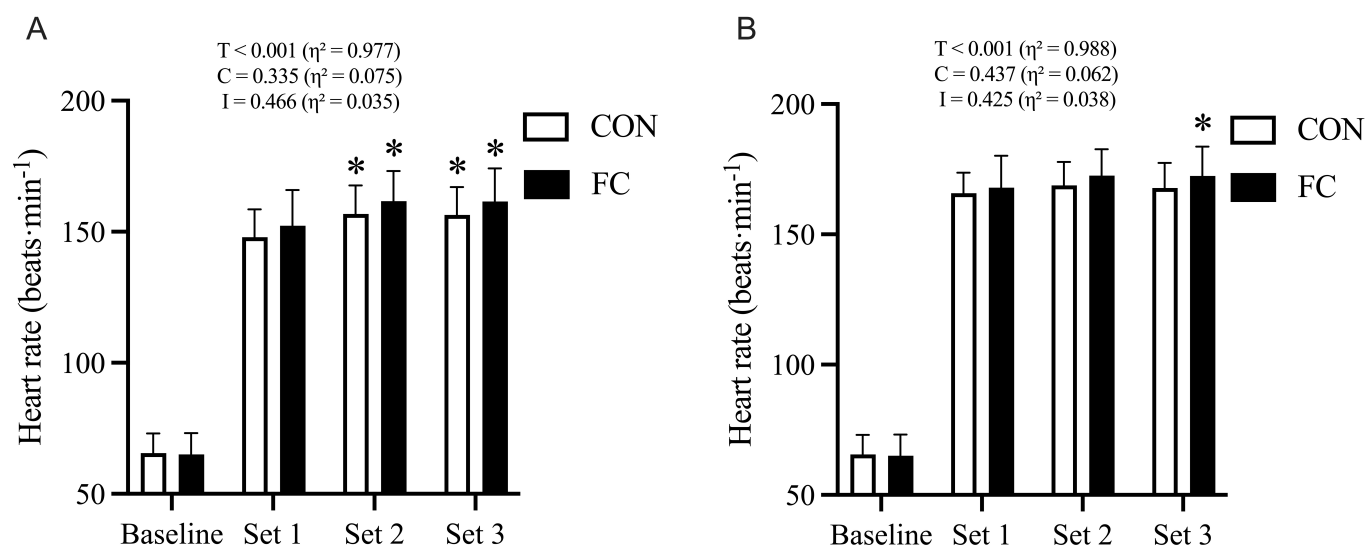 A
T < 0.001 (η² = 0.977)
C = 0.335 (η² = 0.075)
I = 0.466 (η² = 0.035)
Heart rate (beats·min⁻¹)
200
150
100
50
* * * *
CON
FC
Baseline Set 1 Set 2 Set 3
B
T < 0.001 (η² = 0.988)
C = 0.437 (η² = 0.062)
I = 0.425 (η² = 0.038)
Heart rate (beats·min⁻¹)
200
150
100
50
*
CON
FC
Baseline Set 1 Set 2 Set 3